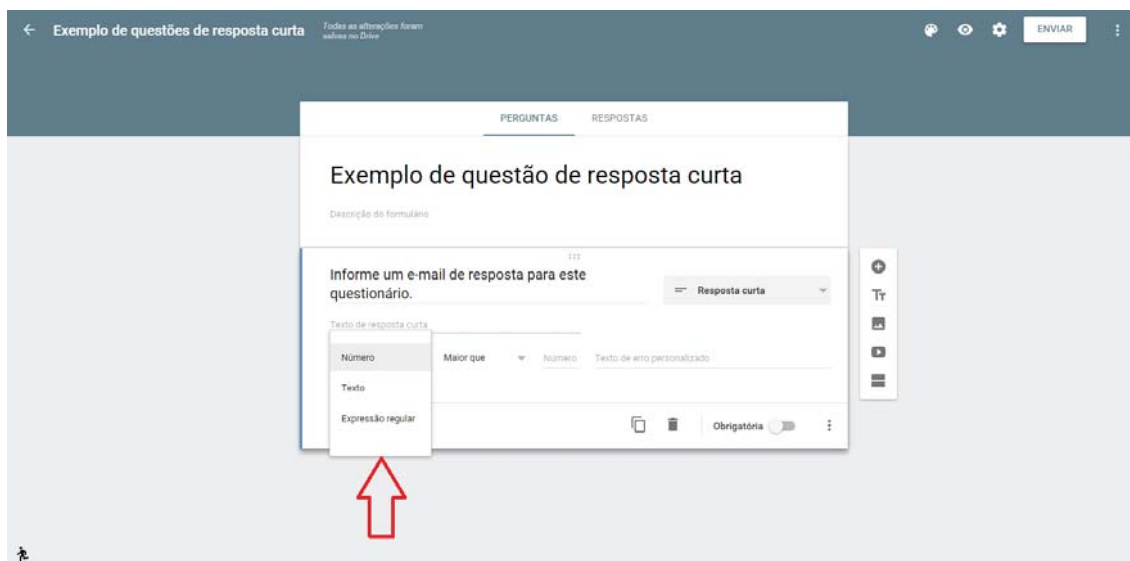 Exemplo de questões de resposta curta
Todas as alterações foram
salvas no Drive
ENVIAR
PERGUNTAS RESPOSTAS
Exemplo de questão de resposta curta
Descrição do formulário
Informe um e-mail de resposta para este
questionário.
Resposta curta
Tт
Texto de resposta curta
Número Maior que Número Texto de erro personalizado
Texto
Expressão regular
Obrigatória